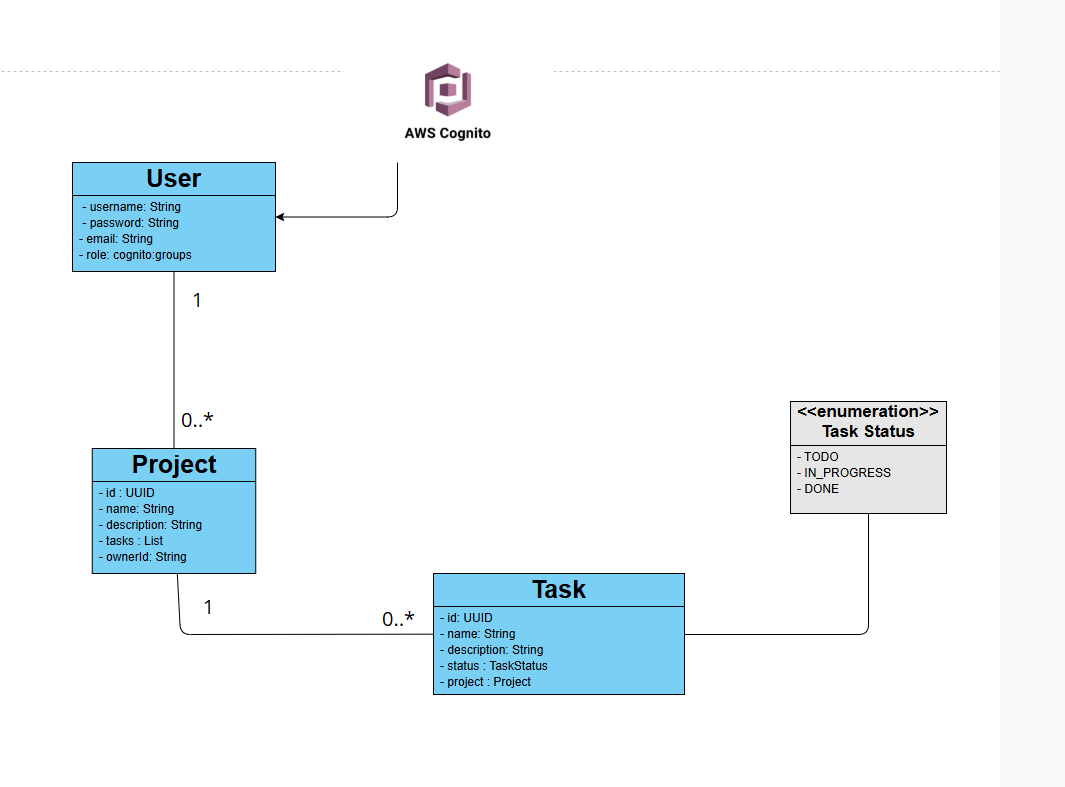 AWS Cognito
User
- username: String
- password: String
- email: String
- role: cognito:groups
1
0..*
Project
- id : UUID
- name: String
- description: String
- tasks : List
- ownerId: String
1
0..*
Task
- id: UUID
- name: String
- description: String
- status : TaskStatus
- project : Project
<<enumeration>>
Task Status
- TODO
- IN_PROGRESS
- DONE